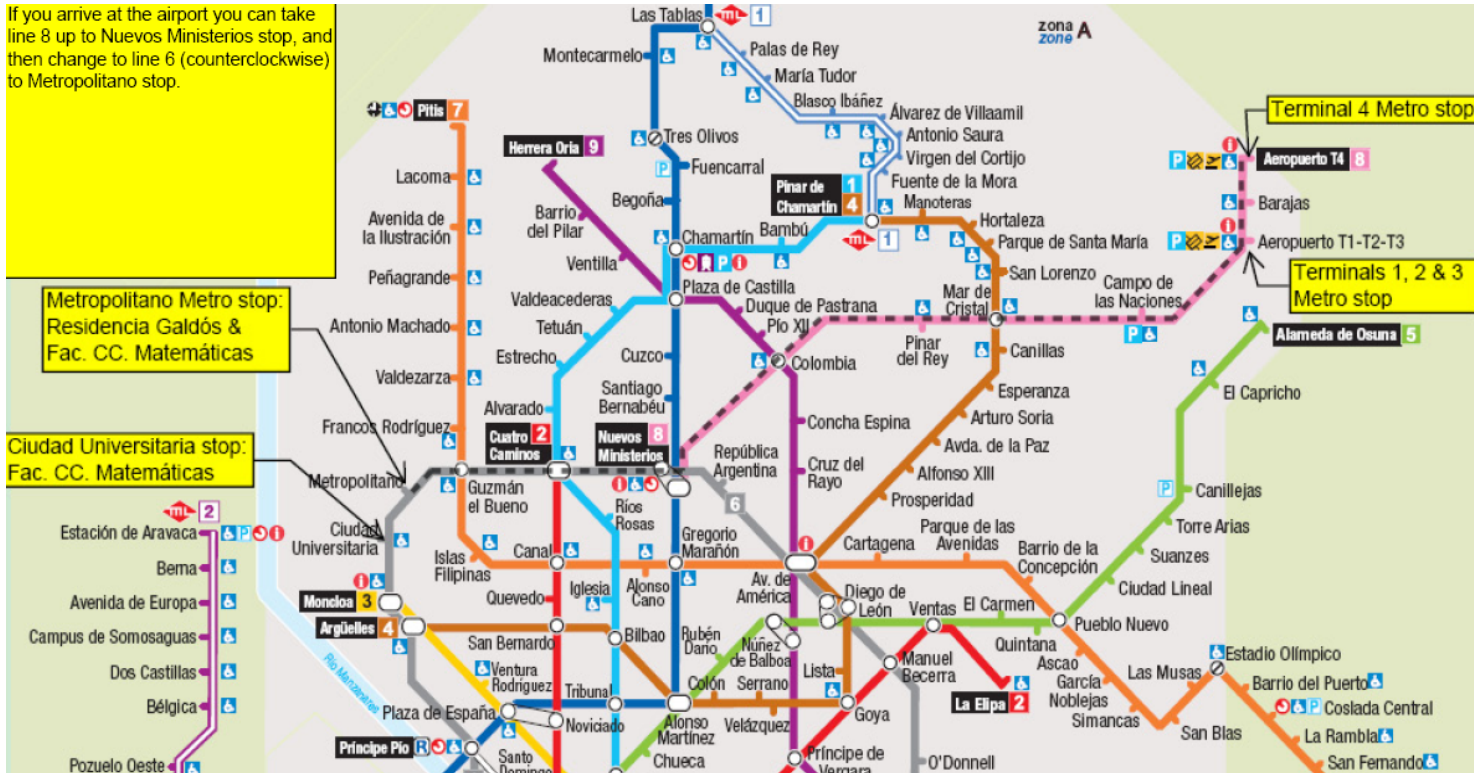 If you arrive at the airport you can take
line 8 up to Nuevos Ministerios stop, and
then change to line 6 (counterclockwise)
to Metropolitano stop.
Las Tablas
ML 1
zona A
zone
Montecarmelo
Palas de Rey
María Tudor
Blasco Ibáñez
Álvarez de Villaamil
Antonio Saura
Virgen del Cortijo
Fuente de la Mora
Terminal 4 Metro stop
Pitis 7
Tres Olivos
Herrera Oria 9
P Fuencarral
P Aeropuerto T4 8
Lacoma
Begoña
Pinar de 1
Chamartín 4
Manoteras
Barajas
Avenida de
la Ilustración
Barrio
del Pilar
Chamartín
Bambú
Hortaleza
ML 1
Parque de Santa María
P Aeropuerto T1-T2-T3
Ventilla
P
San Lorenzo
Terminals 1, 2 & 3
Metro stop
Peñagrande
Plaza de Castilla
Campo de
las Naciones
Metropolitano Metro stop:
Residencia Galdós &
Fac. CC. Matemáticas
Valdeacederas
Duque de Pastrana
Mar de
Cristal
Antonio Machado
Tetuán
Pío XII
P
Alameda de Osuna 5
Estrecho
Cuzco
Pinar
del Rey
Canillas
Valdezarza
Colombia
Santiago
Bernabéu
Esperanza
El Capricho
Alvarado
Arturo Soria
Francos Rodríguez
Concha Espina
Cuatro 2
Caminos
Nuevos 8
Ministerios
Avda. de la Paz
Ciudad Universitaria stop:
Fac. CC. Matemáticas
República
Argentina
Cruz del
Rayo
Alfonso XIII
Metropolitano
Guzmán
el Bueno
P Canillejas
6
Prosperidad
ML 2
Ríos
Rosas
Torre Arias
Estación de Aravaca P
Ciudad
Universitaria
Gregorio
Marañón
Parque de las
Avenidas
Cartagena
Barrio de la
Concepción
Suanzes
Islas
Filipinas
Canal
Berna
Iglesia
Alonso
Cano
Av. de
América
Diego de
León
Ciudad Lineal
Moncloa 3
Quevedo
Avenida de Europa
Ventas
El Carmen
Pueblo Nuevo
Argüelles 4
San Bernardo
Bilbao
Rubén
Darío
Núñez
de Balboa
Quintana
Campus de Somosaguas
Estadio Olímpico
Ascao
García
Noblejas
Simancas
Las Musas
Dos Castillas
Ventura
Rodríguez
Lista
Manuel
Becerra
Barrio del Puerto
Río Manzanares
Tribunal
Colón
Serrano
La Elipa 2
P Coslada Central
Bélgica
Plaza de España
Noviciado
Alonso
Martínez
Velázquez
Goya
San Blas
La Rambla
Príncipe Pío R
Santo
Domingo
Chueca
Príncipe de
Vergara
O'Donnell
San Fernando
Pozuelo Oeste